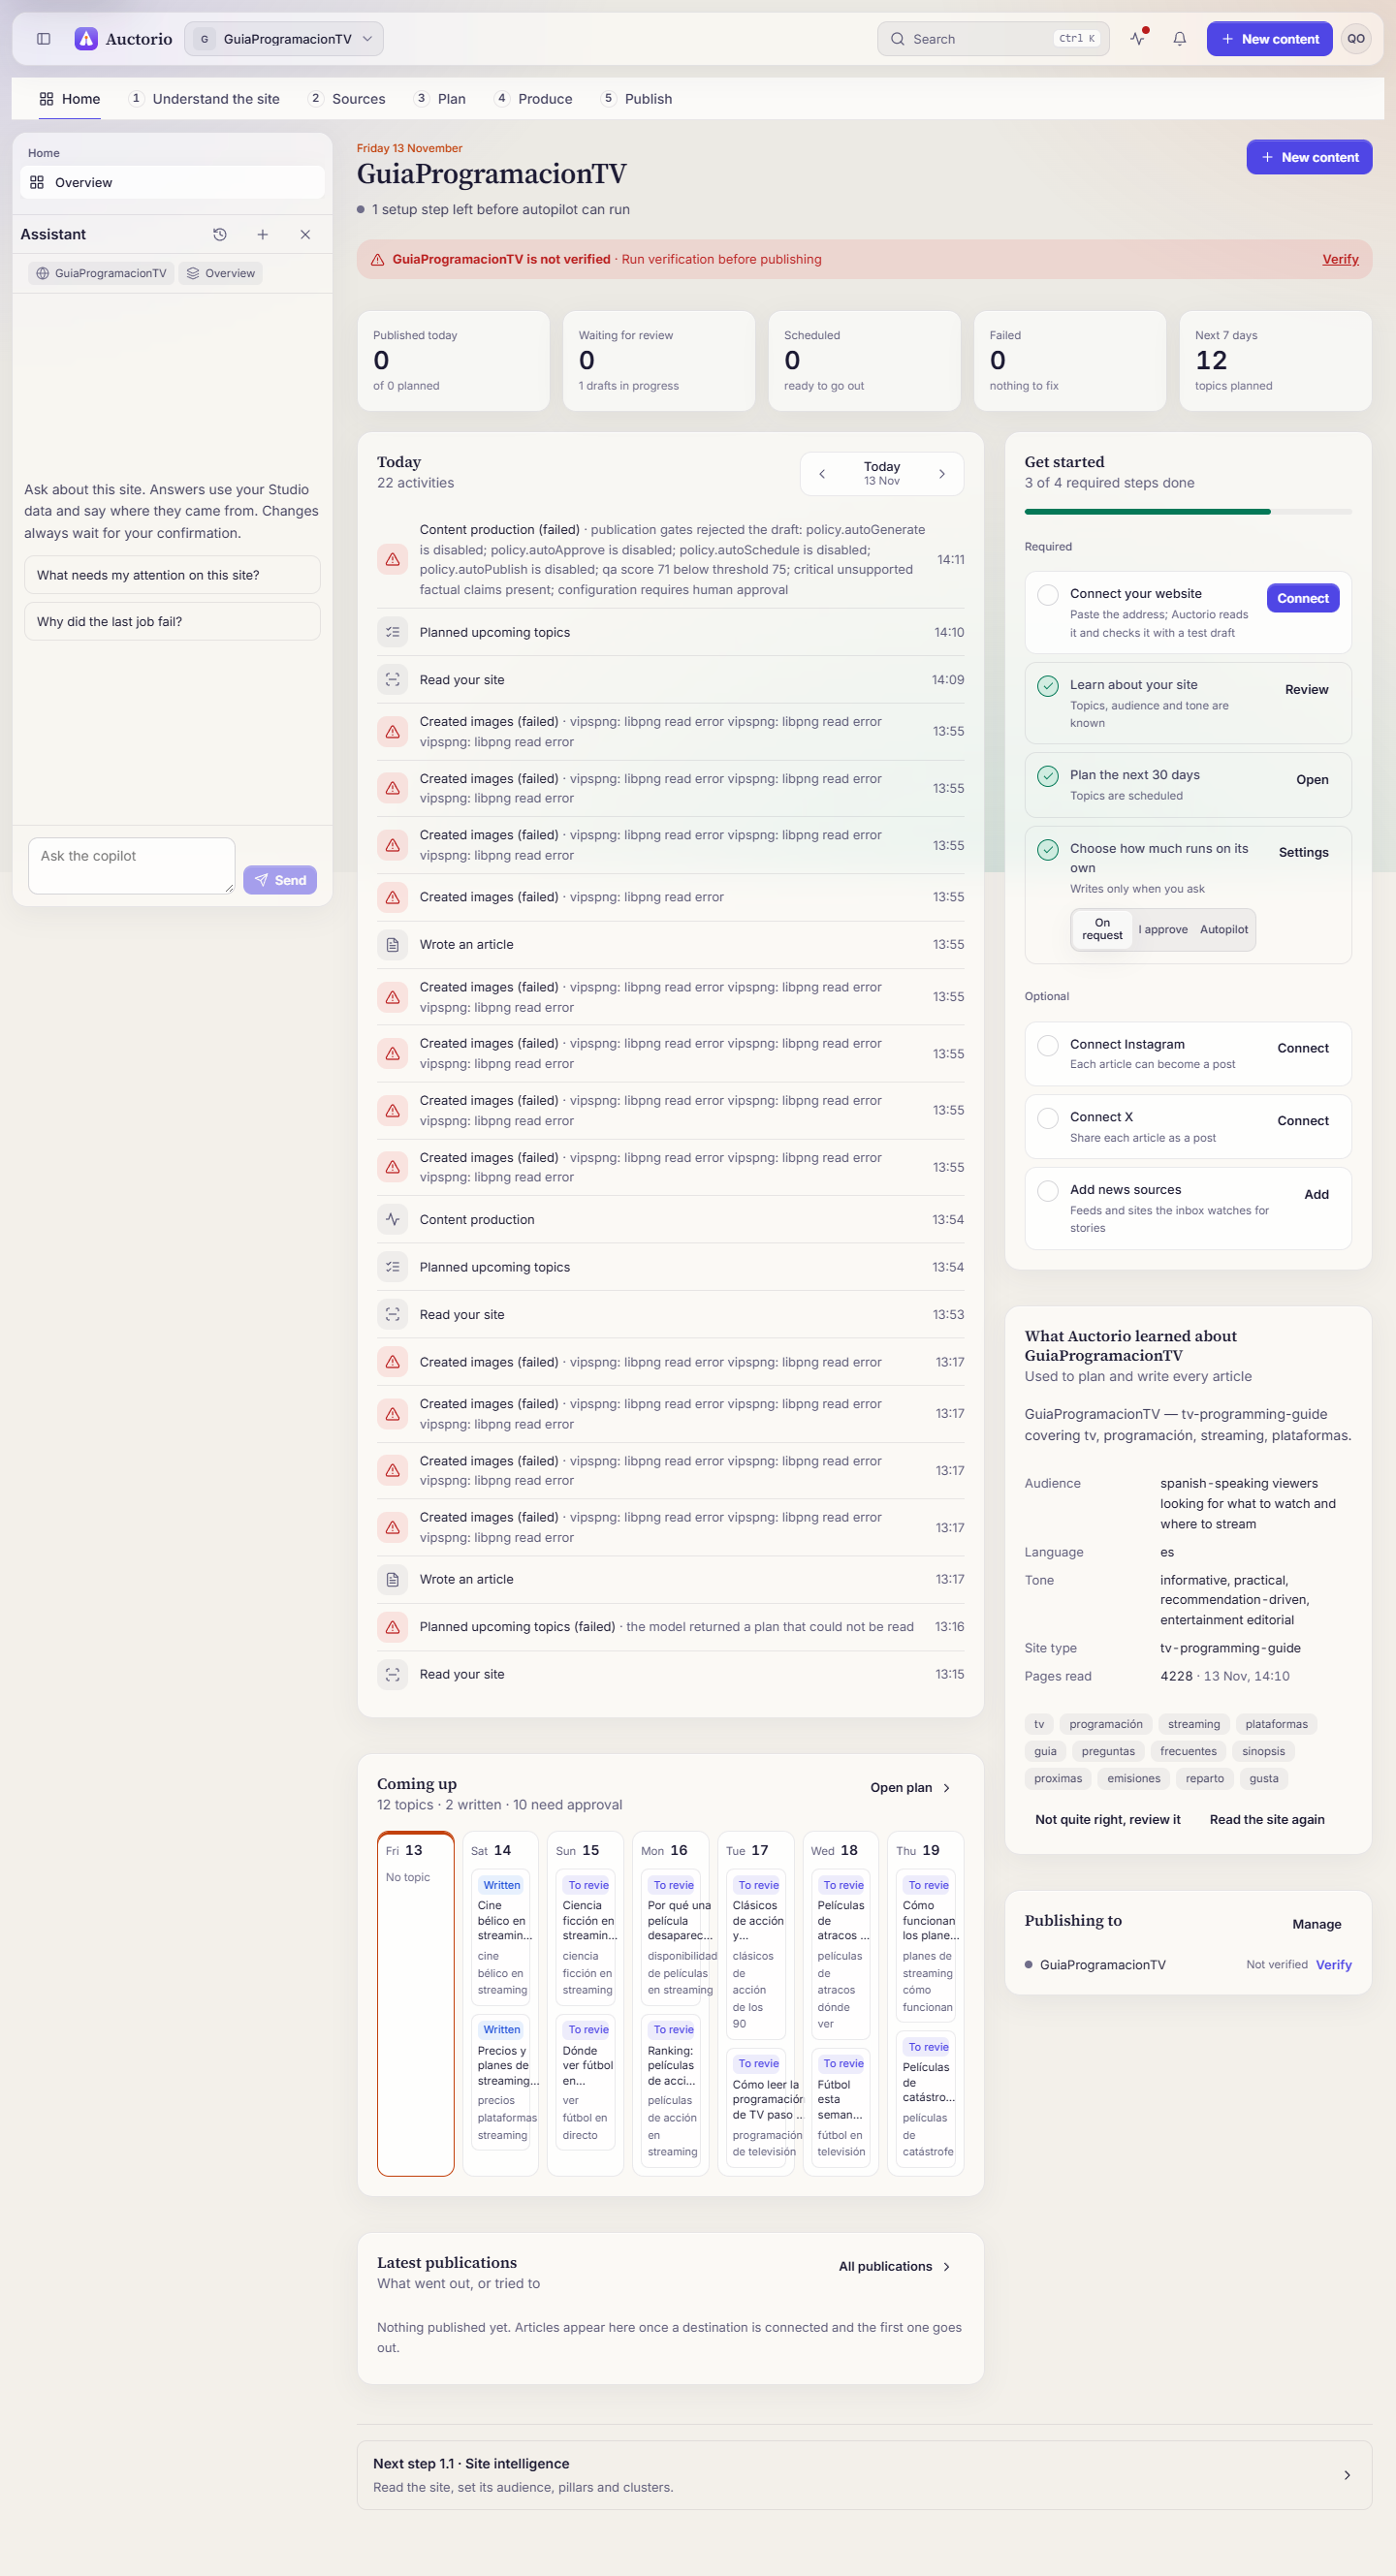 Auctorio
G GuiaProgramacionTV
Search
Ctrl K
New content
QO
Home
1 Understand the site
2 Sources
3 Plan
4 Produce
5 Publish
Home
Overview
Assistant
GuiaProgramacionTV
Overview
Ask about this site. Answers use your Studio
data and say where they came from. Changes
always wait for your confirmation.
What needs my attention on this site?
Why did the last job fail?
Ask the copilot
Send
Friday 13 November
GuiaProgramacionTV
1 setup step left before autopilot can run
New content
GuiaProgramacionTV is not verified · Run verification before publishing
Verify
Published today
0
of 0 planned
Waiting for review
0
1 drafts in progress
Scheduled
0
ready to go out
Failed
0
nothing to fix
Next 7 days
12
topics planned
Today
22 activities
Today
13 Nov
Content production (failed) · publication gates rejected the draft: policy.autoGenerate
is disabled; policy.autoApprove is disabled; policy.autoSchedule is disabled;
policy.autoPublish is disabled; qa score 71 below threshold 75; critical unsupported
factual claims present; configuration requires human approval
14:11
Planned upcoming topics
14:10
Read your site
14:09
Created images (failed) · vipspng: libpng read error vipspng: libpng read error
vipspng: libpng read error
13:55
Created images (failed) · vipspng: libpng read error vipspng: libpng read error
vipspng: libpng read error
13:55
Created images (failed) · vipspng: libpng read error vipspng: libpng read error
vipspng: libpng read error
13:55
Created images (failed) · vipspng: libpng read error
13:55
Wrote an article
13:55
Created images (failed) · vipspng: libpng read error vipspng: libpng read error
vipspng: libpng read error
13:55
Created images (failed) · vipspng: libpng read error vipspng: libpng read error
vipspng: libpng read error
13:55
Created images (failed) · vipspng: libpng read error vipspng: libpng read error
vipspng: libpng read error
13:55
Created images (failed) · vipspng: libpng read error vipspng: libpng read error
vipspng: libpng read error
13:55
Content production
13:54
Planned upcoming topics
13:54
Read your site
13:53
Created images (failed) · vipspng: libpng read error vipspng: libpng read error
13:17
Created images (failed) · vipspng: libpng read error vipspng: libpng read error
vipspng: libpng read error
13:17
Created images (failed) · vipspng: libpng read error vipspng: libpng read error
vipspng: libpng read error
13:17
Created images (failed) · vipspng: libpng read error vipspng: libpng read error
vipspng: libpng read error
13:17
Wrote an article
13:17
Planned upcoming topics (failed) · the model returned a plan that could not be read
13:16
Read your site
13:15
Coming up
12 topics · 2 written · 10 need approval
Open plan
Fri 13
No topic
Sat 14
Written
Cine
bélico en
streamin...
cine
bélico en
streaming
Written
Precios y
planes de
streaming...
precios
plataformas
streaming
Sun 15
To revie
Ciencia
ficción en
streamin...
ciencia
ficción en
streaming
To revie
Dónde
ver fútbol
en...
ver
fútbol en
directo
Mon 16
To revie
Por qué una
película
desaparec...
disponibilidad
de películas
en streaming
To revie
Ranking:
películas
de acci...
películas
de acción
en
streaming
Tue 17
To revie
Clásicos
de acción
y...
clásicos
de
acción
de los
90
To revie
Cómo leer la
programación
de TV paso ...
programación
de televisión
Wed 18
To revie
Películas
de
atracos ...
películas
de
atracos
dónde
ver
To revie
Fútbol
esta
seman...
fútbol en
televisión
Thu 19
To revie
Cómo
funcionan
los plane...
planes de
streaming
cómo
funcionan
To revie
Películas
de
catástro...
películas
de
catástrofe
Latest publications
What went out, or tried to
All publications
Nothing published yet. Articles appear here once a destination is connected and the first one goes
out.
Get started
3 of 4 required steps done
Required
Connect your website
Paste the address; Auctorio reads
it and checks it with a test draft
Connect
Learn about your site
Topics, audience and tone are
known
Review
Plan the next 30 days
Topics are scheduled
Open
Choose how much runs on its
own
Writes only when you ask
Settings
On
request
I approve
Autopilot
Optional
Connect Instagram
Each article can become a post
Connect
Connect X
Share each article as a post
Connect
Add news sources
Feeds and sites the inbox watches for
stories
Add
What Auctorio learned about
GuiaProgramacionTV
Used to plan and write every article
GuiaProgramacionTV — tv-programming-guide
covering tv, programación, streaming, plataformas.
Audience
spanish-speaking viewers
looking for what to watch and
where to stream
Language
es
Tone
informative, practical,
recommendation-driven,
entertainment editorial
Site type
tv-programming-guide
Pages read
4228 · 13 Nov, 14:10
tv programación streaming plataformas
guia preguntas frecuentes sinopsis
proximas emisiones reparto gusta
Not quite right, review it
Read the site again
Publishing to
Manage
GuiaProgramacionTV
Not verified
Verify
Next step 1.1 · Site intelligence
Read the site, set its audience, pillars and clusters.